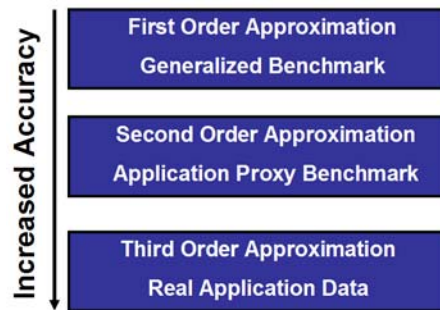 Increased Accuracy
First Order Approximation
Generalized Benchmark
Second Order Approximation
Application Proxy Benchmark
Third Order Approximation
Real Application Data